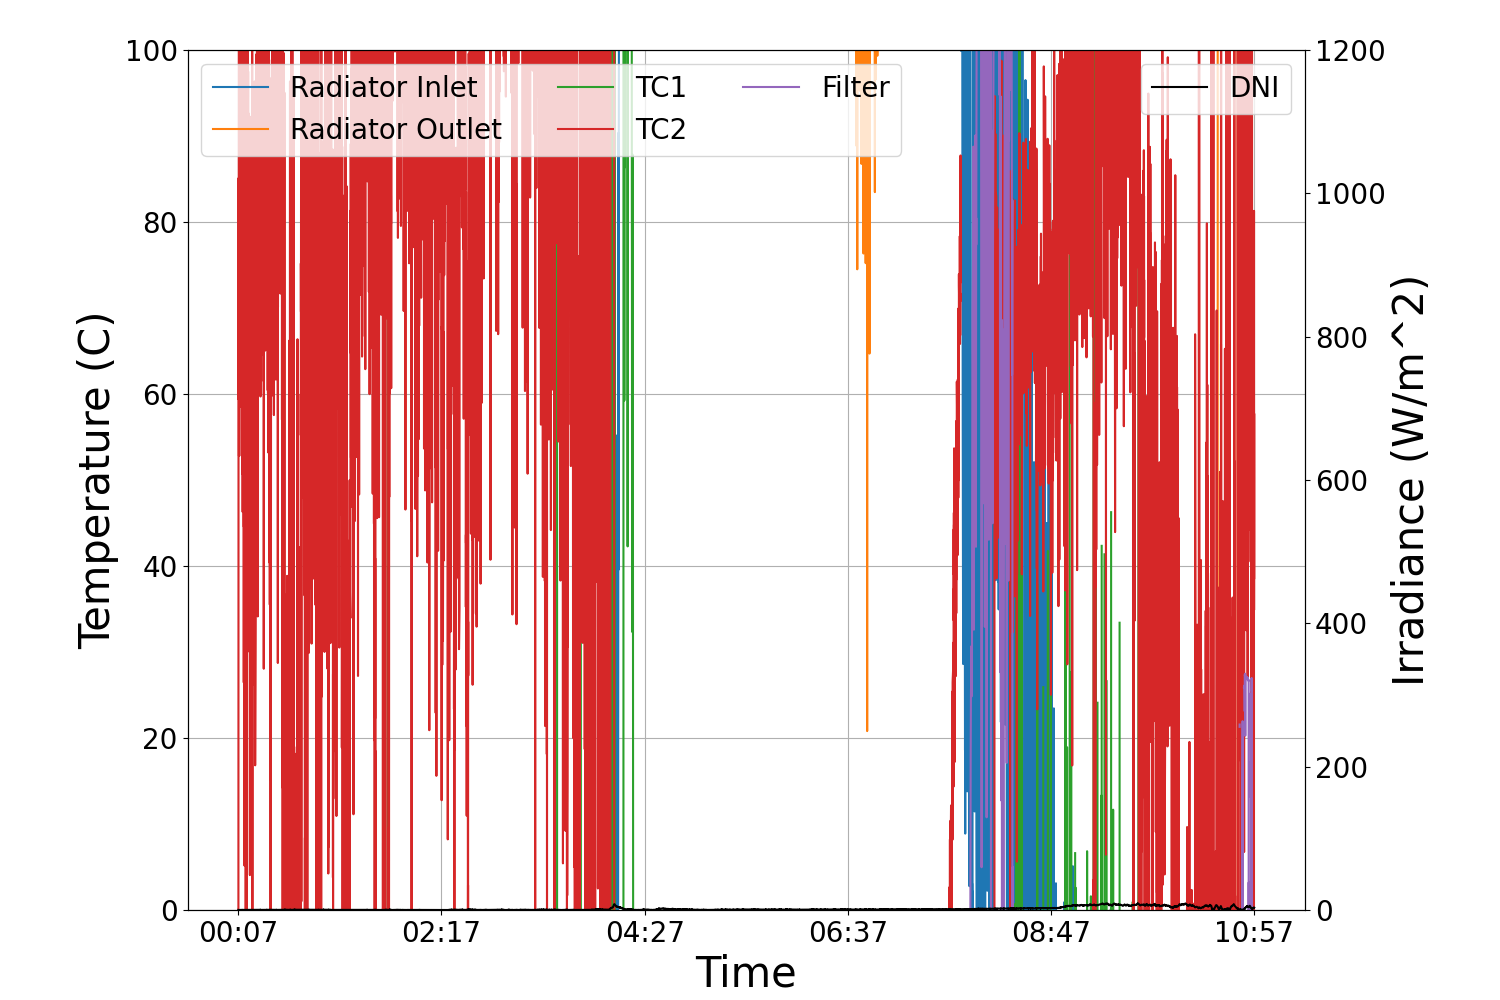 Radiator Inlet
Radiator Outlet
TC1
TC2
Filter
DNI
Temperature (C)
100
80
60
40
20
0
Irradiance (W/m^2)
1200
1000
800
600
400
200
0
00:07 02:17 04:27 06:37 08:47 10:57
Time